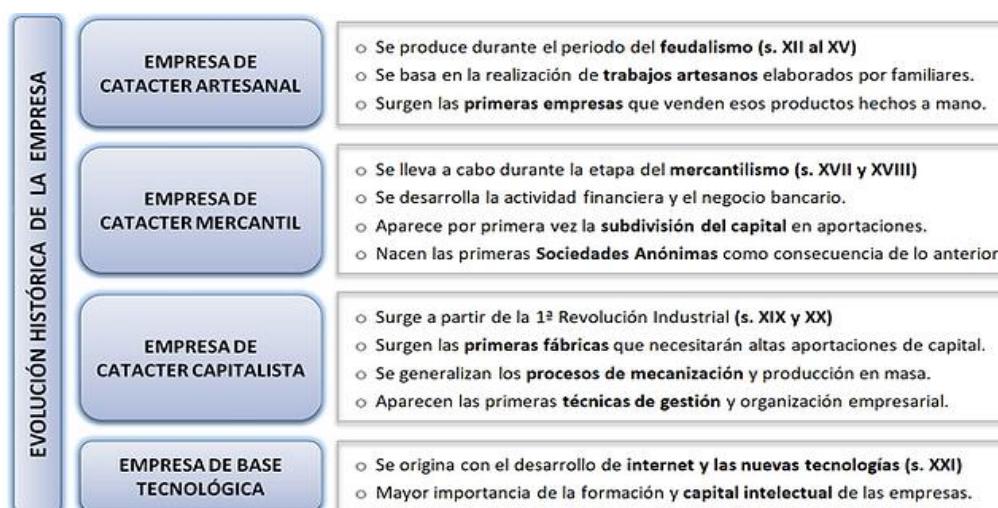 EVOLUCIÓN HISTÓRICA DE LA EMPRESA
EMPRESA DE
CATACTER ARTESANAL
o Se produce durante el periodo del feudalismo (s. XII al XV)
o Se basa en la realización de trabajos artesanos elaborados por familiares.
o Surgen las primeras empresas que venden esos productos hechos a mano.
EMPRESA DE
CATACTER MERCANTIL
o Se lleva a cabo durante la etapa del mercantilismo (s. XVII y XVIII)
o Se desarrolla la actividad financiera y el negocio bancario.
o Aparece por primera vez la subdivisión del capital en aportaciones.
o Nacen las primeras Sociedades Anónimas como consecuencia de lo anterior
EMPRESA DE
CATACTER CAPITALISTA
o Surge a partir de la 1ª Revolución Industrial (s. XIX y XX)
o Surgen las primeras fábricas que necesitarán altas aportaciones de capital.
o Se generalizan los procesos de mecanización y producción en masa.
o Aparecen las primeras técnicas de gestión y organización empresarial.
EMPRESA DE BASE
TECNOLÓGICA
o Se origina con el desarrollo de internet y las nuevas tecnologías (s. XXI)
o Mayor importancia de la formación y capital intelectual de las empresas.